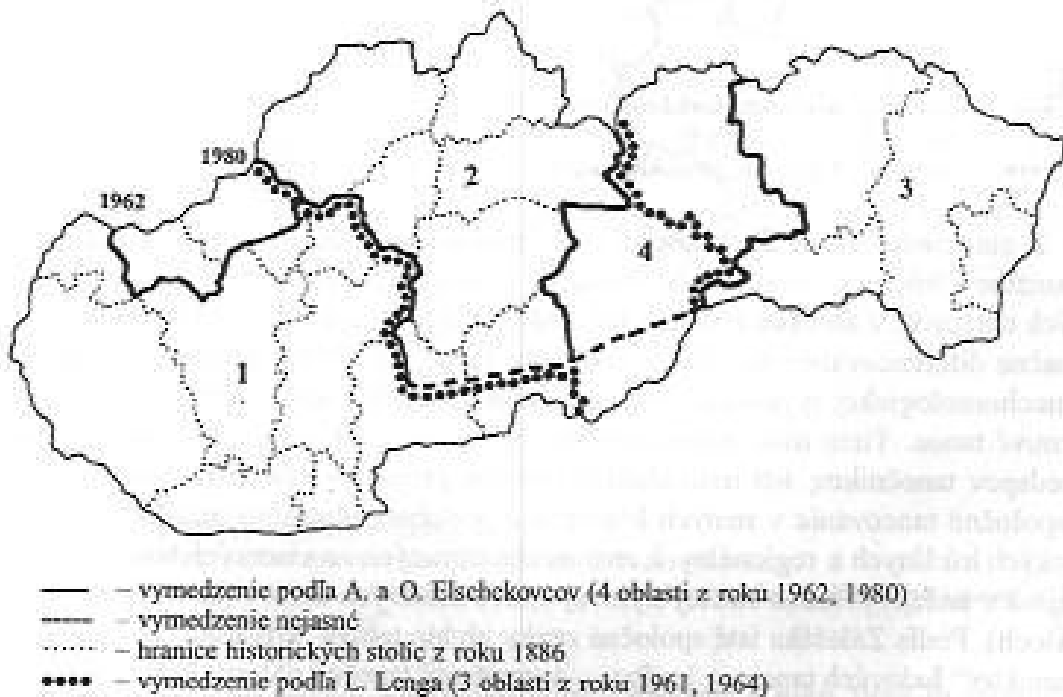 1980
2
3
1962
4
1
– vymedzenie podľa A. a O. Elschekovcov (4 oblasti z roku 1962, 1980)
– vymedzenie nejasné
– hranice historických stolíc z roku 1886
– vymedzenie podľa L. Lenga (3 oblasti z roku 1961, 1964)